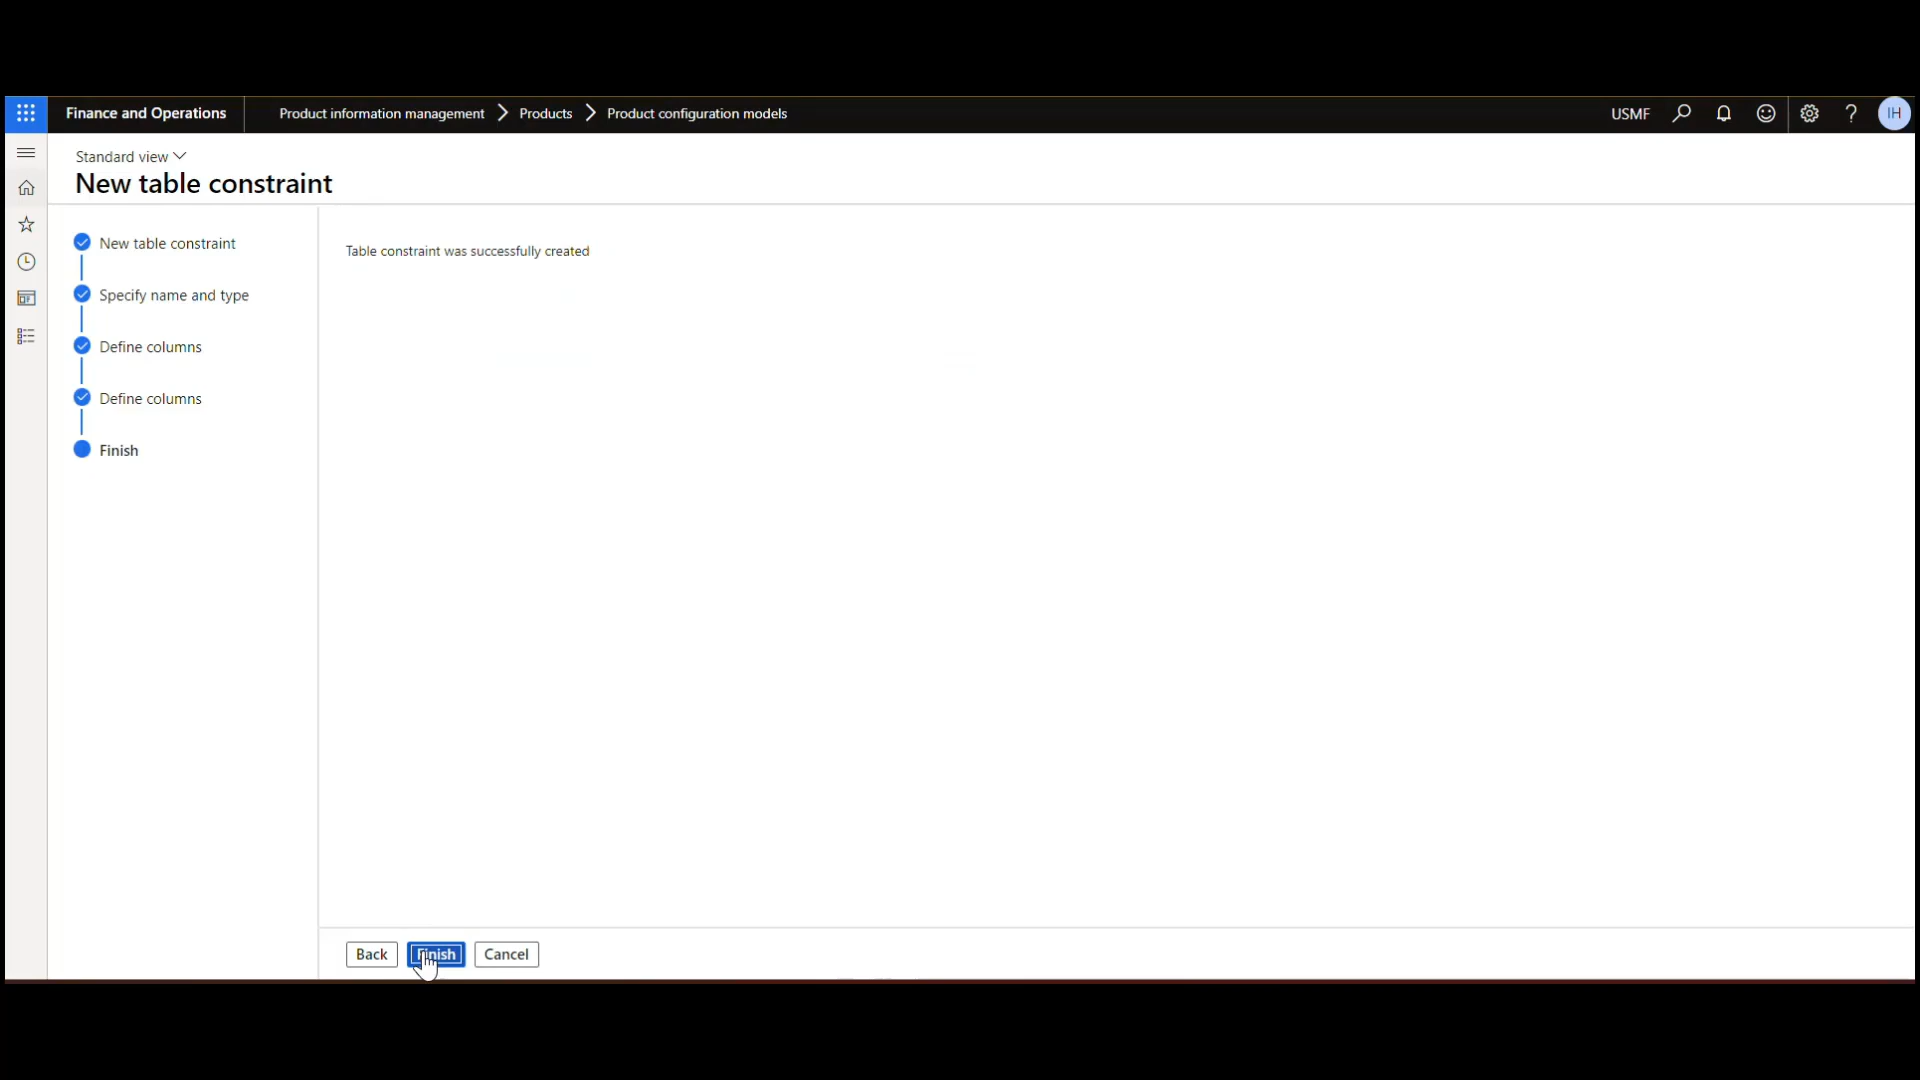 Finance and Operations
Product information management > Products > Product configuration models
USMF
?
IH
Standard view
New table constraint
New table constraint
Specify name and type
Define columns
Define columns
Finish
Table constraint was successfully created
Back
Finish
Cancel